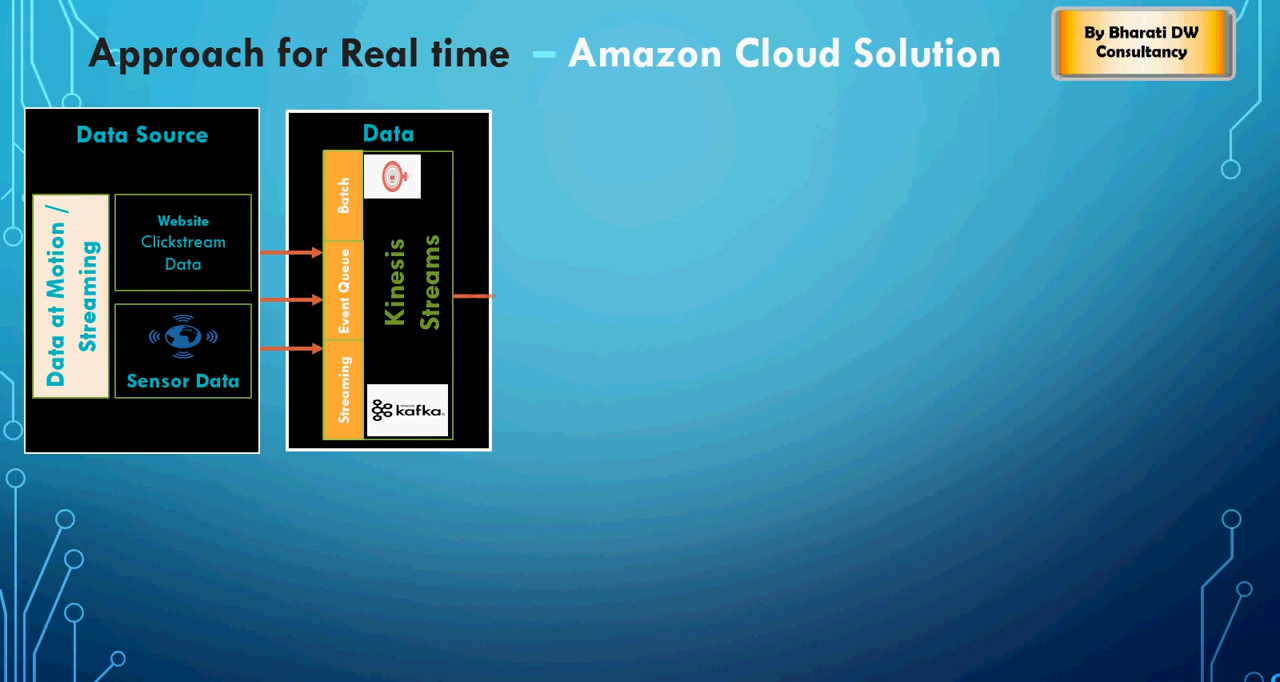 Approach for Real time – Amazon Cloud Solution
By Bharati DW
Consultancy
Data Source
Data at Motion /
Streaming
Website
Clickstream
Data
Sensor Data
Data
Batch
Event Queue
Streaming
Kinesis
Streams
kafka